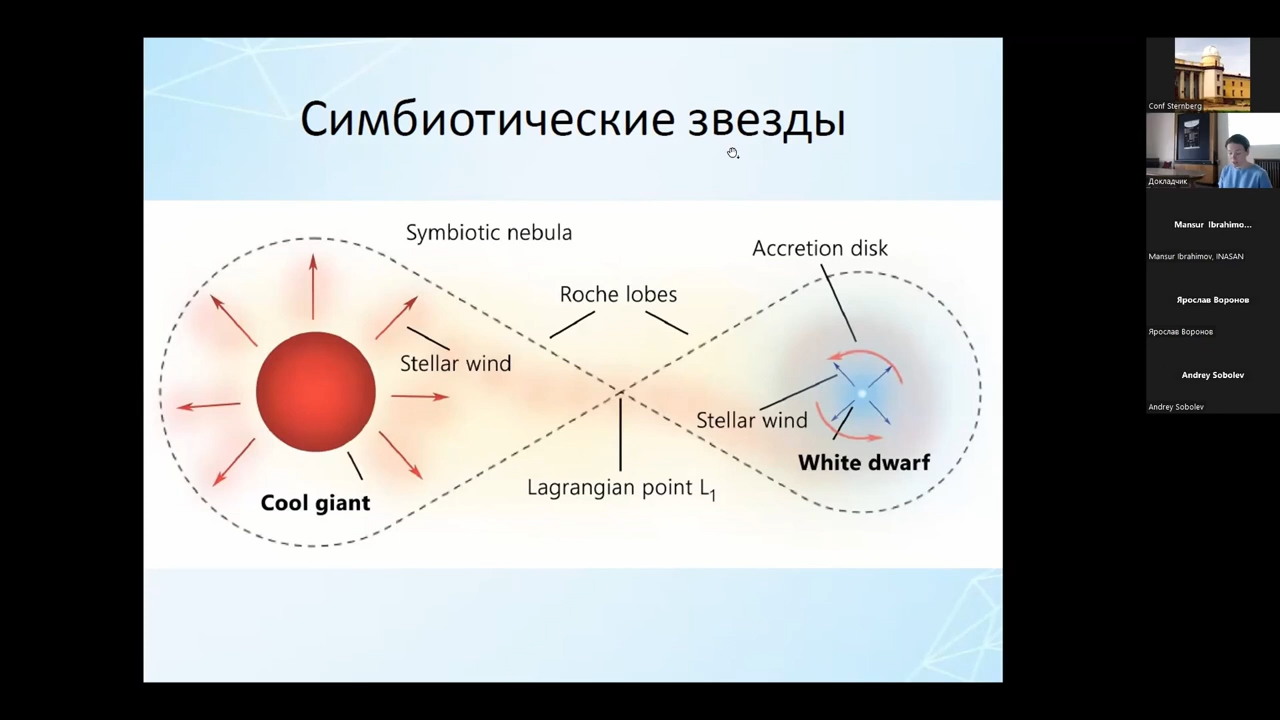 Симбиотические звезды
Symbiotic nebula
Accretion disk
Roche lobes
Stellar wind
Stellar wind
White dwarf
Lagrangian point L1
Cool giant
Conf Sternberg
Докладчик
Mansur Ibrahimo...
Mansur Ibrahimov, INASAN
Ярослав Воронов
Ярослав Воронов
Andrey Sobolev
Andrey Sobolev